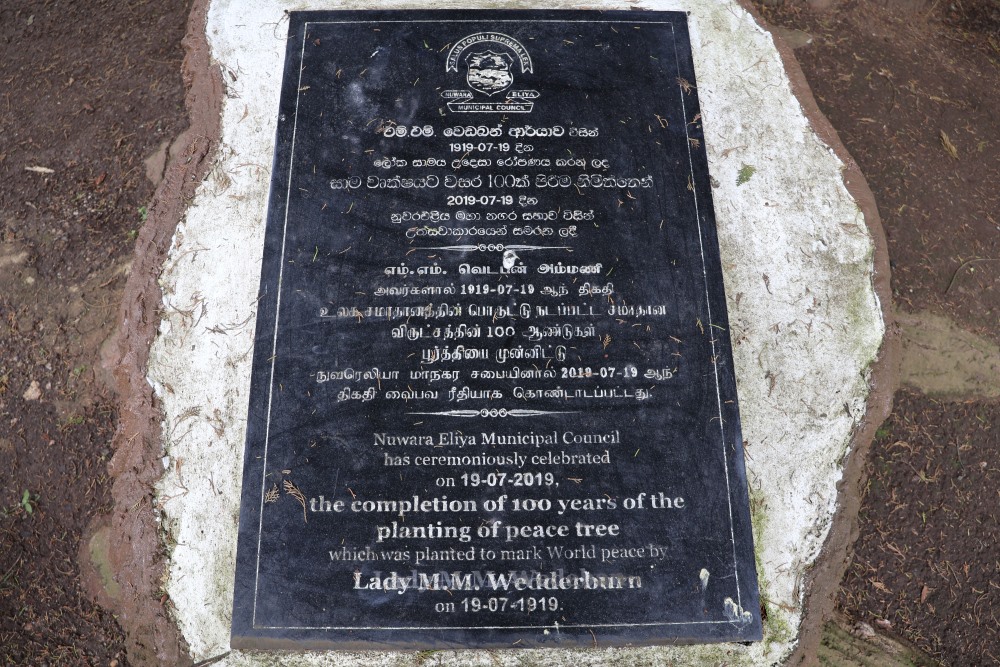 SALUS POPULI SUPREMA LEX
NUWARA ELIYA
MUNICIPAL COUNCIL
එම්.එම්. වෙඩබන් ආර්යාව විසින්
1919-07-19 දින
ලෝක සාමය උදෙසා රෝපණය කරනු ලද
සාම වෘක්ෂයට වසර 100ක් පිරීම නිමිත්තෙන්
2019-07-19 දින
නුවරඑළිය මහා නගර සභාව විසින්
උත්සවාකාරයෙන් සමරන ලදී
எம்.எம். வெடபன் அம்மணி
அவர்களால் 1919-07-19 ஆந் திகதி
உலக சமாதானத்தின் பொருட்டு நடப்பட்ட சமாதான
விருட்சத்தின் 100 ஆண்டுகள்
பூர்த்தியை முன்னிட்டு
நுவரெலியா மாநகர சபையினால் 2019-07-19 ஆந்
திகதி வைபவ ரீதியாக கொண்டாடப்பட்டது.
Nuwara Eliya Municipal Council
has ceremoniously celebrated
on 19-07-2019,
the completion of 100 years of the
planting of peace tree
which was planted to mark World peace by
Lady M.M. Wedderburn
on 19-07-1919.